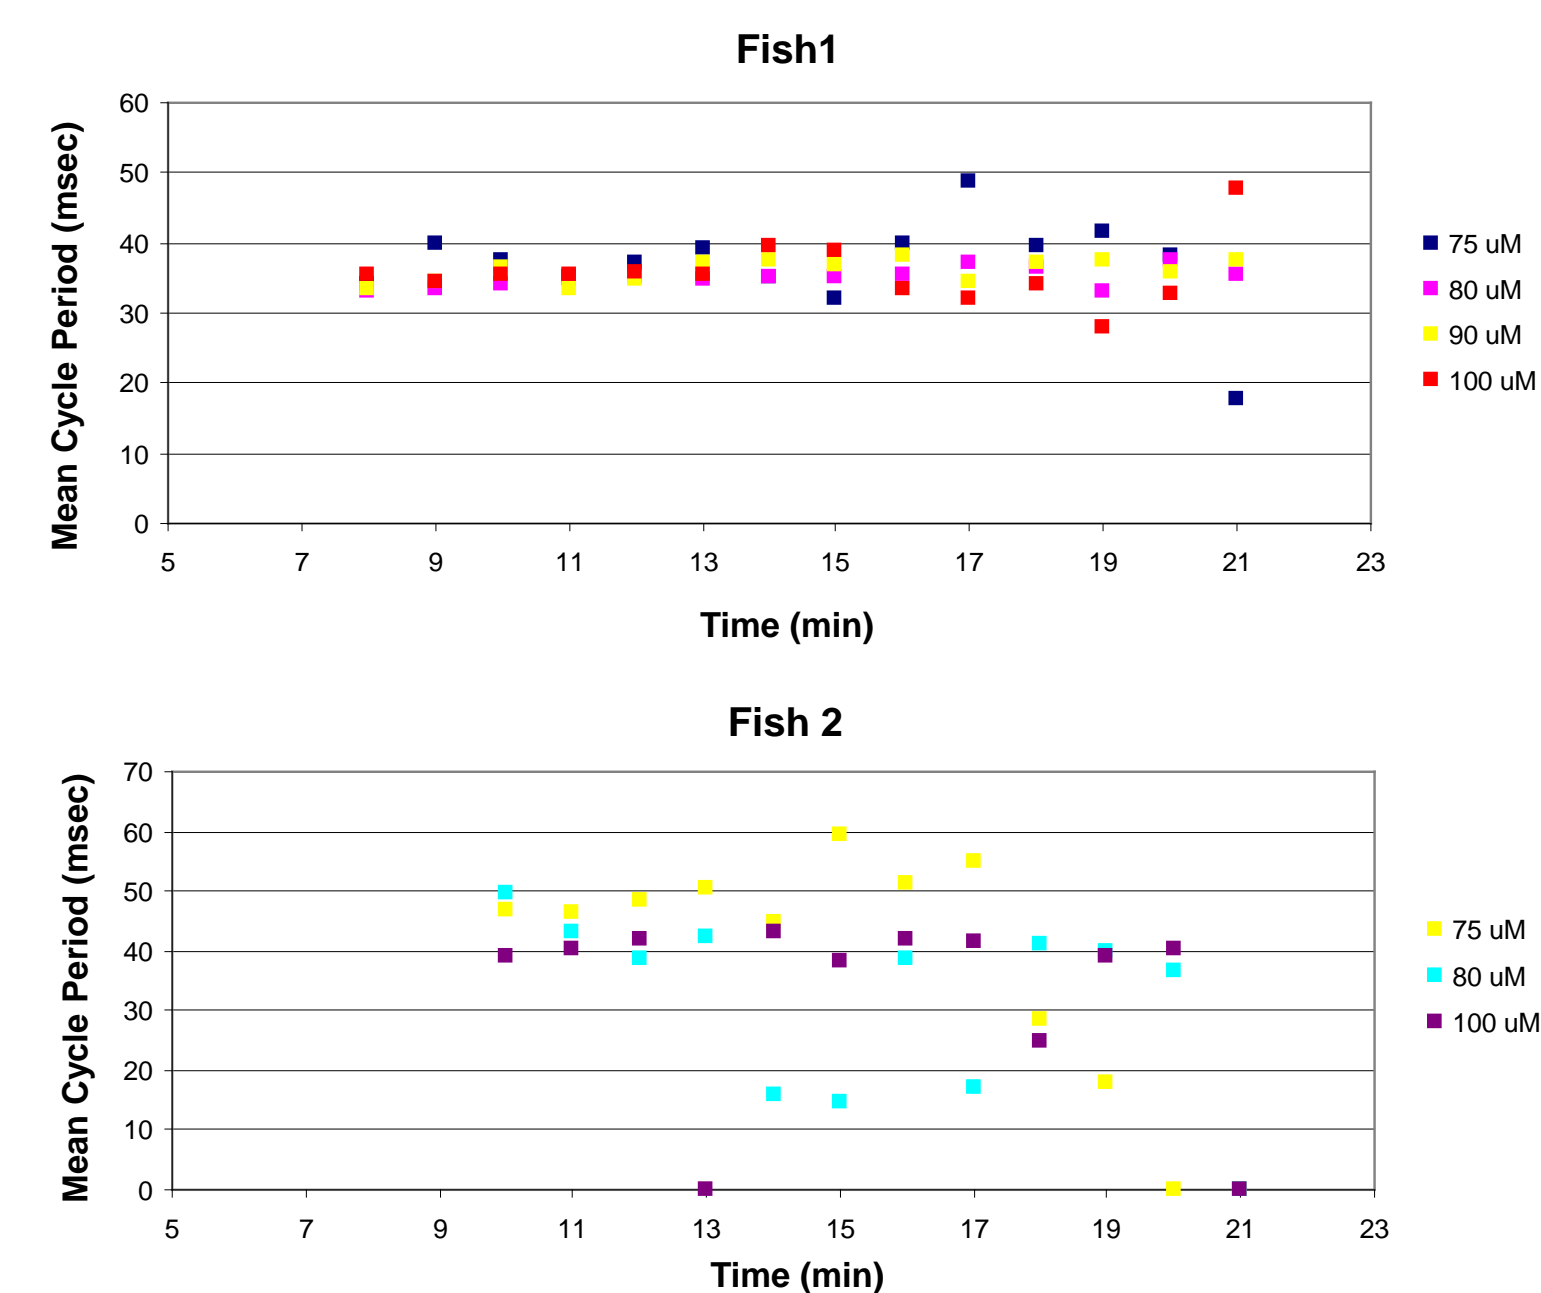 Fish1
Mean Cycle Period (msec)
60
50
40
30
20
10
0
5 7 9 11 13 15 17 19 21 23
Time (min)
75 uM
80 uM
90 uM
100 uM
Fish 2
Mean Cycle Period (msec)
70
60
50
40
30
20
10
0
5 7 9 11 13 15 17 19 21 23
Time (min)
75 uM
80 uM
100 uM